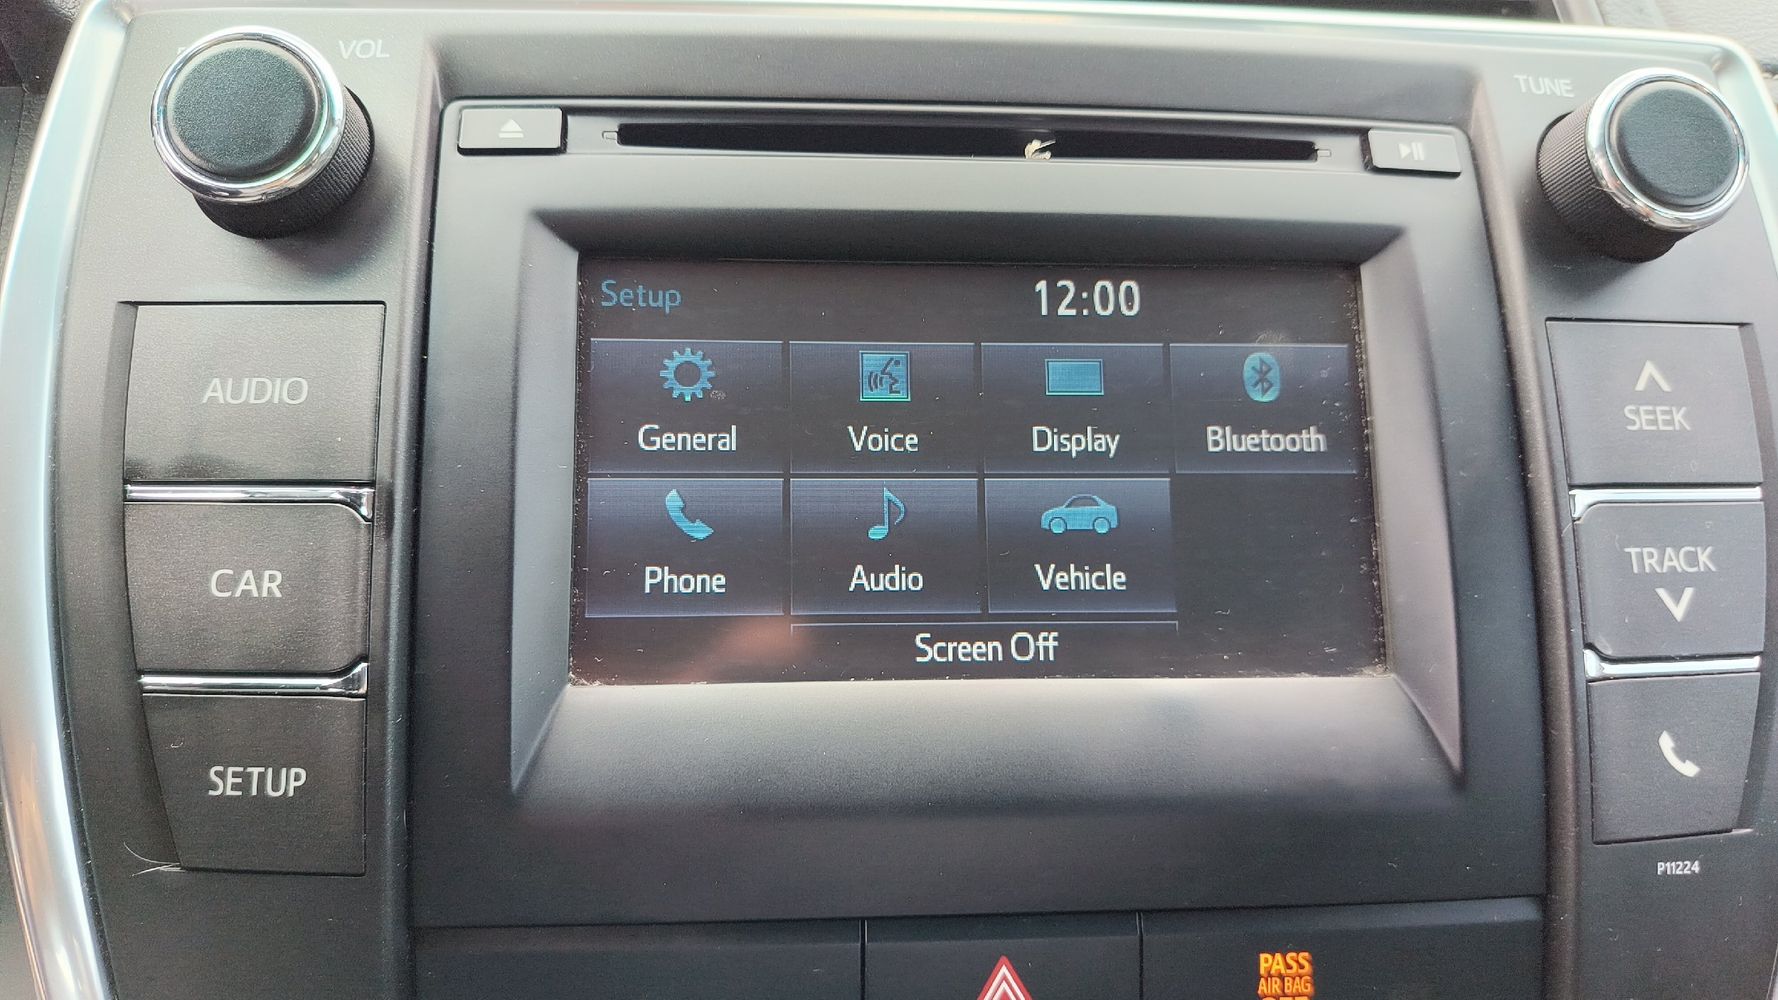 VOL
TUNE
Setup
12:00
General
Voice
Display
Bluetooth
Phone
Audio
Vehicle
Screen Off
AUDIO
CAR
SETUP
SEEK
TRACK
P11224
PASS
AIR BAG
OFF